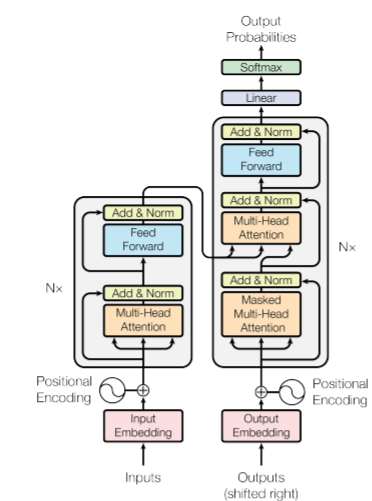 Output
Probabilities
Softmax
Linear
Add & Norm
Feed
Forward
Add & Norm
Multi-Head
Attention
Add & Norm
Masked
Multi-Head
Attention
N×
Add & Norm
Feed
Forward
Add & Norm
Multi-Head
Attention
N×
Positional
Encoding
Positional
Encoding
Input
Embedding
Output
Embedding
Inputs
Outputs
(shifted right)